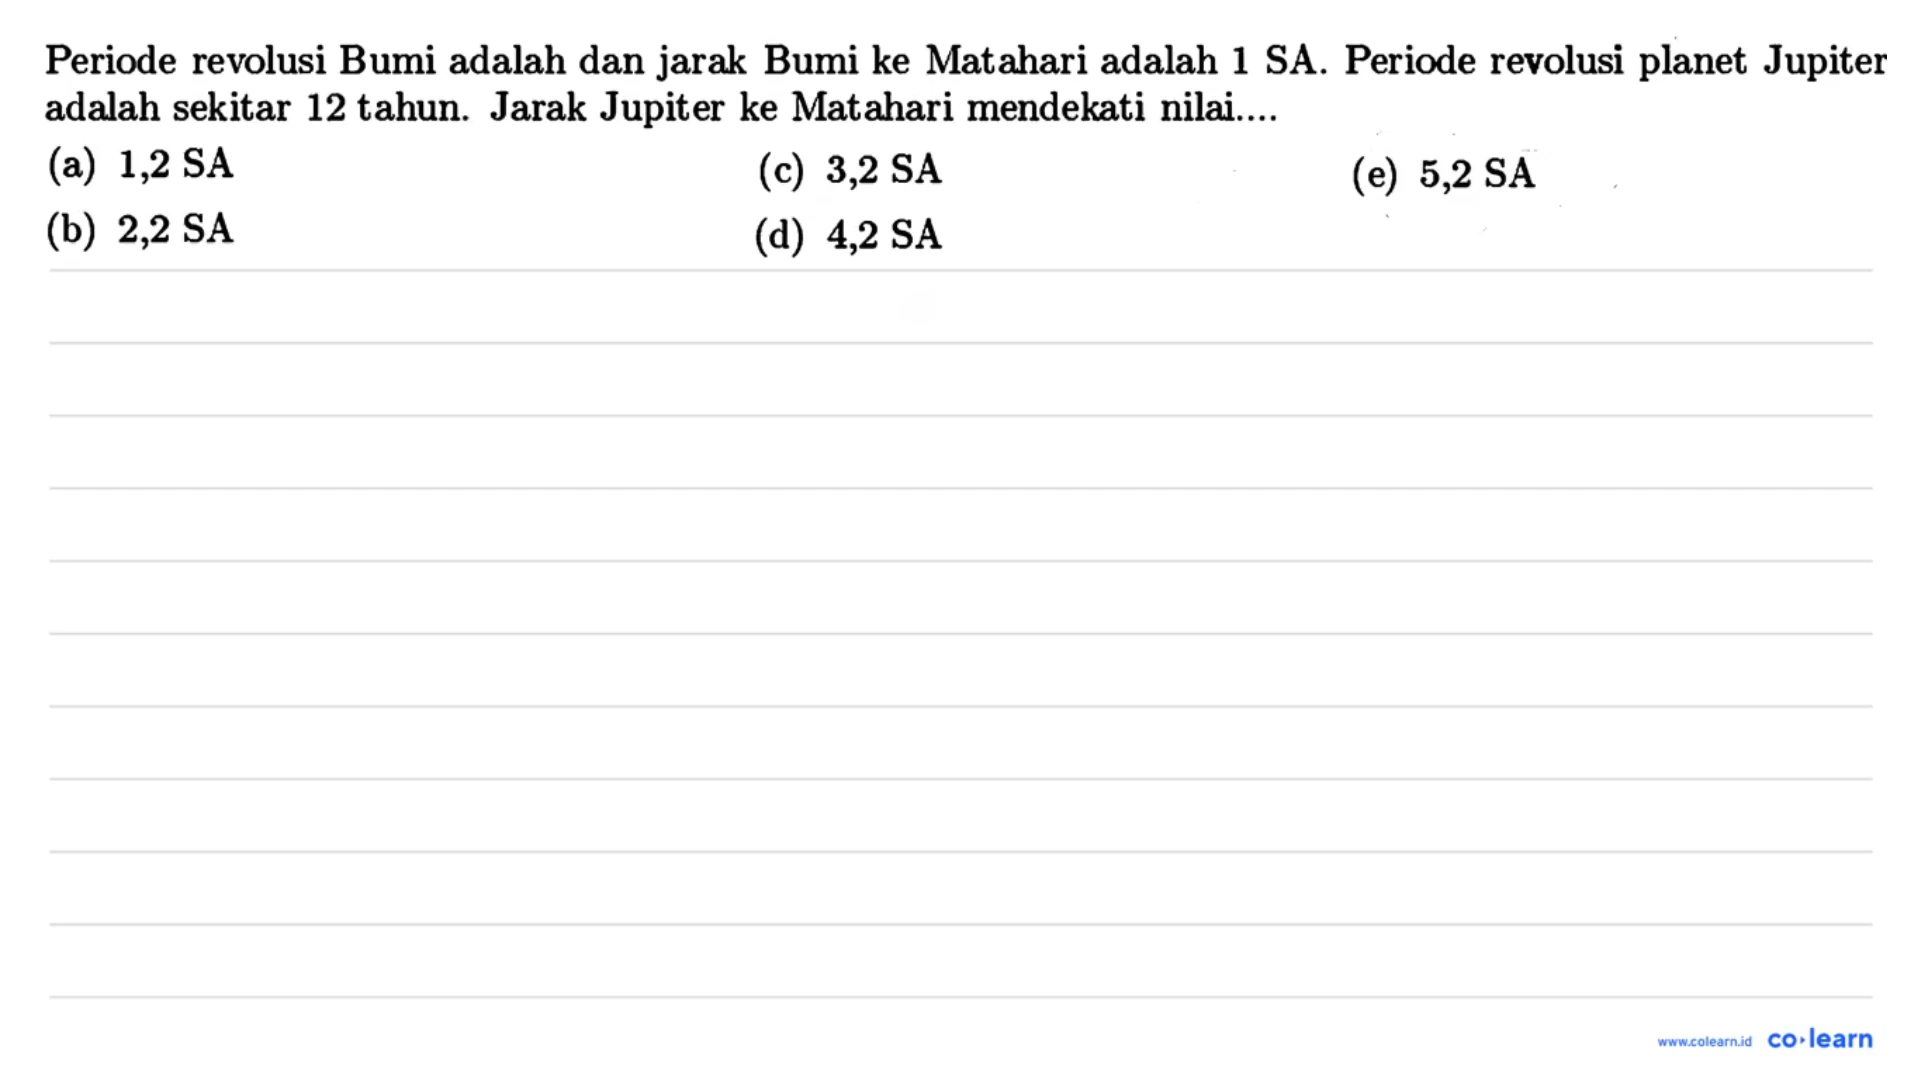 Periode revolusi Bumi adalah dan jarak Bumi ke Matahari adalah 1 SA. Periode revolusi planet Jupiter
adalah sekitar 12 tahun. Jarak Jupiter ke Matahari mendekati nilai....
(a) 1,2 SA
(b) 2,2 SA
(c) 3,2 SA
(d) 4,2 SA
(e) 5,2 SA
www.colearn.id co learn